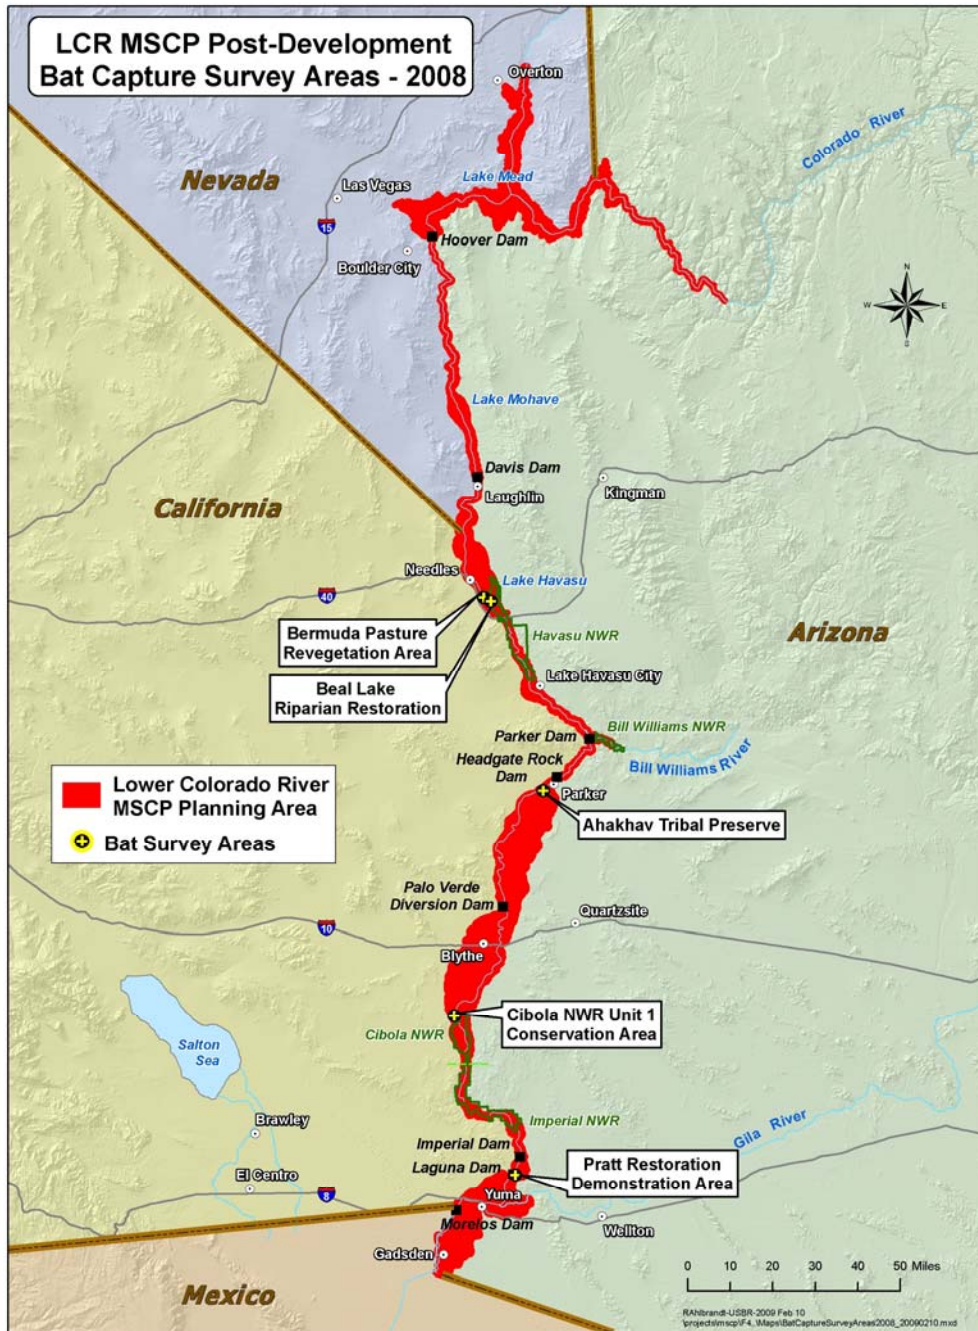 LCR MSCP Post-Development
Bat Capture Survey Areas - 2008
Overton
Colorado River
Nevada
Las Vegas
Lake Mead
15
Hoover Dam
Boulder City
N
W
E
S
Lake Mohave
Davis Dam
Laughlin
Kingman
California
Needles
Lake Havasu
40
Bermuda Pasture
Revegetation Area
Havasu NWR
Arizona
Beal Lake
Riparian Restoration
Lake Havasu City
Parker Dam
Bill Williams NWR
Bill Williams River
Headgate Rock
Dam
Parker
Lower Colorado River
MSCP Planning Area
Bat Survey Areas
Ahakhav Tribal Preserve
Palo Verde
Diversion Dam
Quartzsite
10
Blythe
Cibola NWR Unit 1
Conservation Area
Cibola NWR
Salton
Sea
Imperial NWR
Gila River
Brawley
Imperial Dam
Laguna Dam
Pratt Restoration
Demonstration Area
El Centro
8
Yuma
Morelos Dam
Wellton
Gadsden
Mexico
0 10 20 30 40 50 Miles
RAhlbrandt-USBR-2009 Feb 10